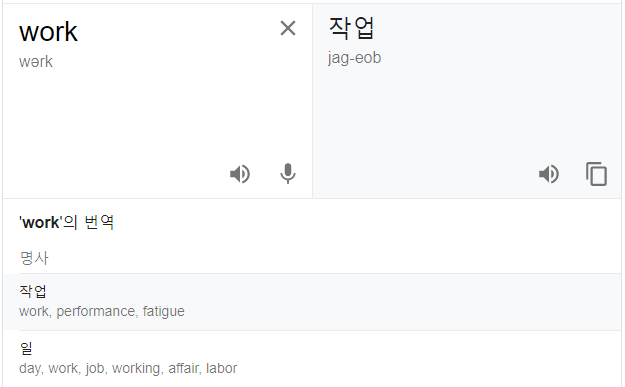 work
wərk
작업
jag-eob
'work'의 번역
명사
작업
work, performance, fatigue
일
day, work, job, working, affair, labor